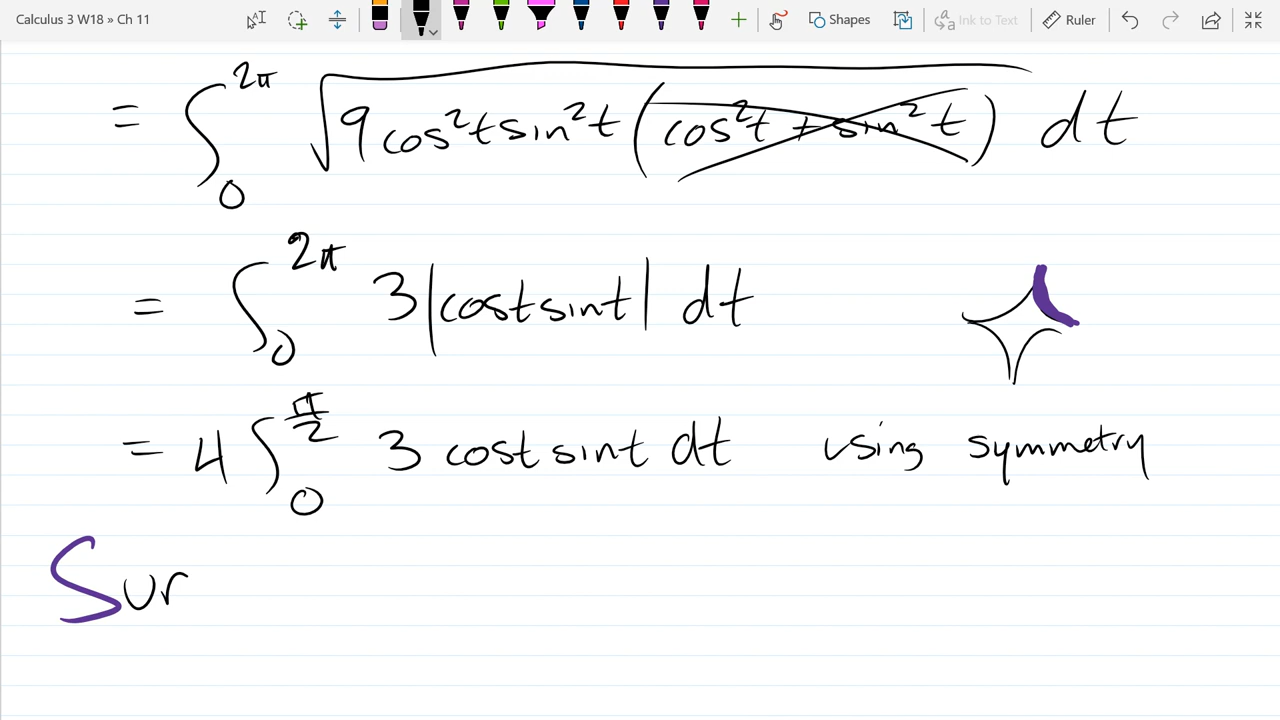 Calculus 3 W18 » Ch 11
Shapes
Link to Text
Ruler
= ∫₀^2π √(9cos²t sin²t (cos²t + sin²t)) dt
= ∫₀^2π 3|cost sint| dt
= 4 ∫₀^π/2 3 cost sint dt using symmetry
Sur